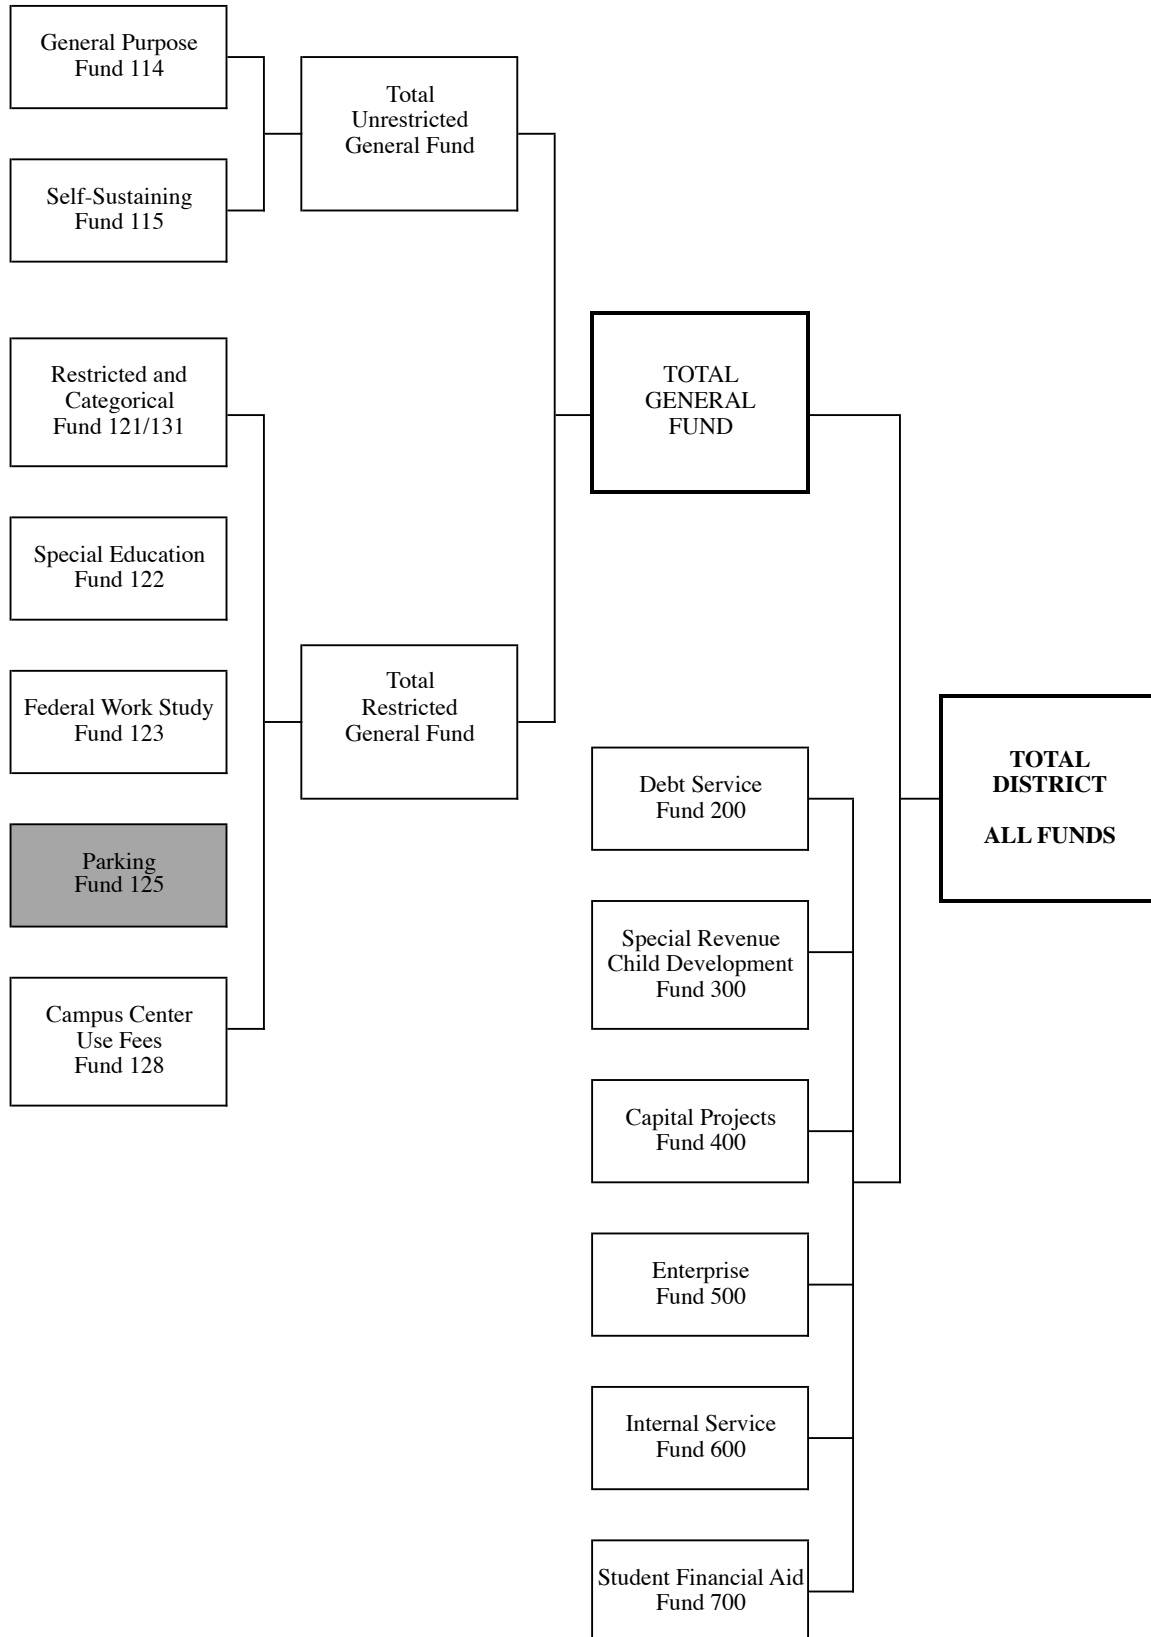 General Purpose
Fund 114
Total
Unrestricted
General Fund
Self-Sustaining
Fund 115
Restricted and
Categorical
Fund 121/131
TOTAL
GENERAL
FUND
Special Education
Fund 122
Federal Work Study
Fund 123
Total
Restricted
General Fund
Parking
Fund 125
Campus Center
Use Fees
Fund 128
Debt Service
Fund 200
Special Revenue
Child Development
Fund 300
Capital Projects
Fund 400
Enterprise
Fund 500
Internal Service
Fund 600
Student Financial Aid
Fund 700
TOTAL
DISTRICT
ALL FUNDS